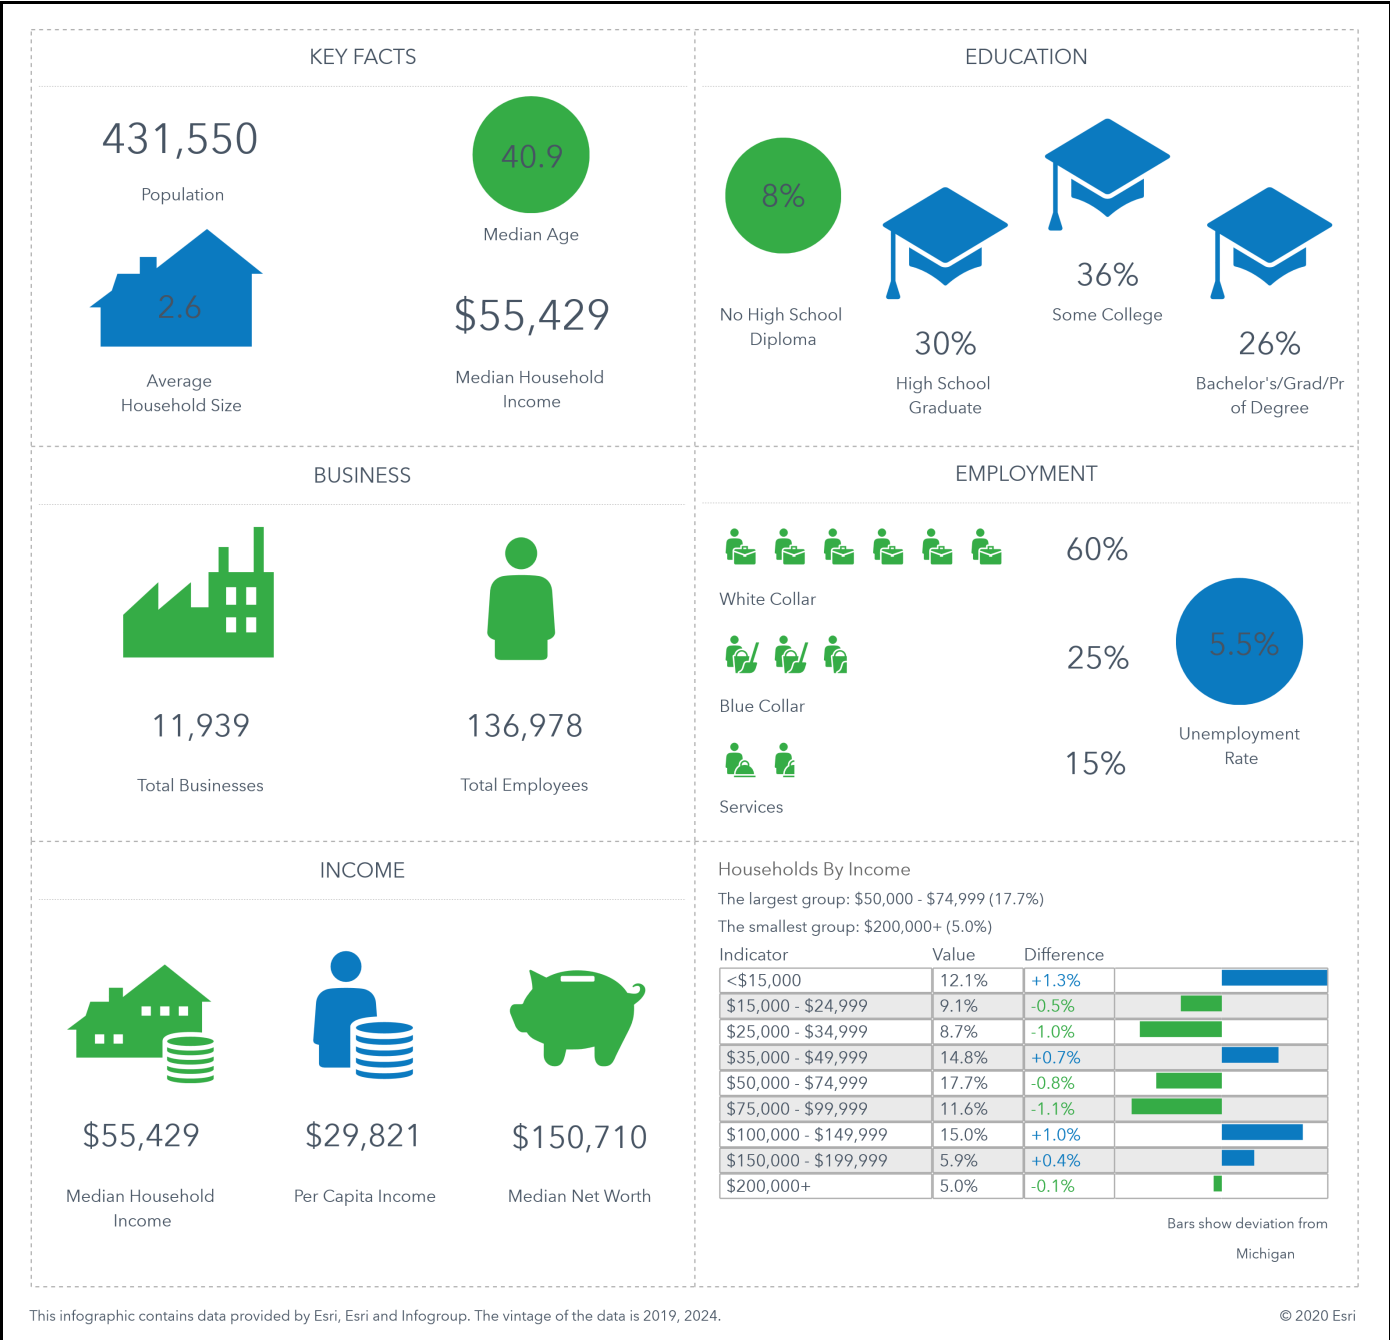 KEY FACTS
431,550
Population
40.9
Median Age
2.6
Average
Household Size
$55,429
Median Household
Income
EDUCATION
8%
No High School
Diploma
30%
High School
Graduate
36%
Some College
26%
Bachelor's/Grad/Pr
of Degree
BUSINESS
11,939
Total Businesses
136,978
Total Employees
EMPLOYMENT
60%
White Collar
25%
Blue Collar
15%
Services
5.5%
Unemployment
Rate
INCOME
$55,429
Median Household
Income
$29,821
Per Capita Income
$150,710
Median Net Worth
Households By Income
The largest group: $50,000 - $74,999 (17.7%)
The smallest group: $200,000+ (5.0%)
Indicator Value Difference
<$15,000 12.1% +1.3%
$15,000 - $24,999 9.1% -0.5%
$25,000 - $34,999 8.7% -1.0%
$35,000 - $49,999 14.8% +0.7%
$50,000 - $74,999 17.7% -0.8%
$75,000 - $99,999 11.6% -1.1%
$100,000 - $149,999 15.0% +1.0%
$150,000 - $199,999 5.9% +0.4%
$200,000+ 5.0% -0.1%
Bars show deviation from
Michigan
This infographic contains data provided by Esri, Esri and Infogroup. The vintage of the data is 2019, 2024.
© 2020 Esri